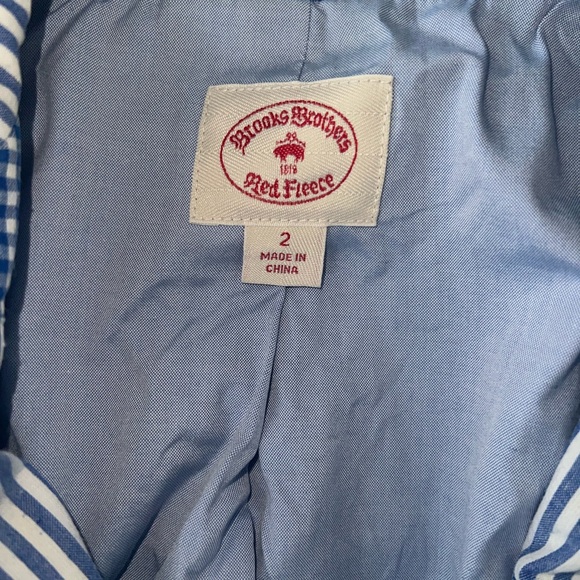 Brooks Brothers
1818
Red Fleece
2
MADE IN
CHINA